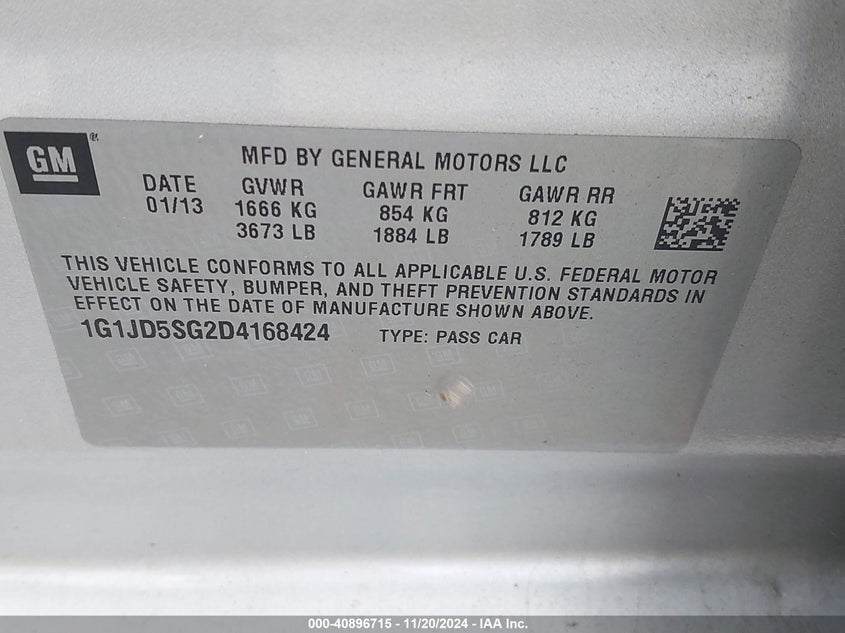 GM
MFD BY GENERAL MOTORS LLC
DATE GVWR GAWR FRT GAWR RR
01/13 1666 KG 854 KG 812 KG
3673 LB 1884 LB 1789 LB
THIS VEHICLE CONFORMS TO ALL APPLICABLE U.S. FEDERAL MOTOR
VEHICLE SAFETY, BUMPER, AND THEFT PREVENTION STANDARDS IN
EFFECT ON THE DATE OF MANUFACTURE SHOWN ABOVE.
1G1JD5SG2D4168424 TYPE: PASS CAR
000-40896715 - 11/20/2024 - IAA Inc.